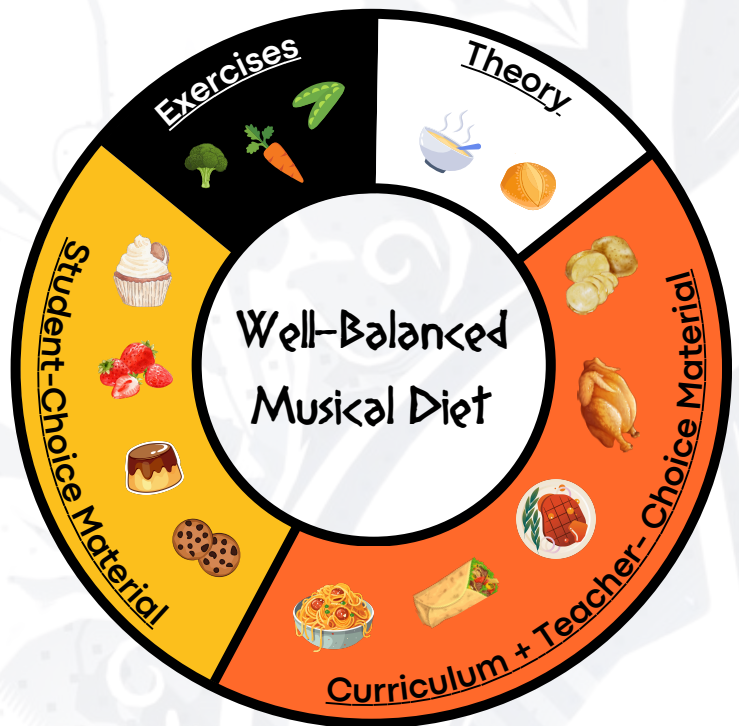 Exercises
Theory
Student-Choice Material
Well-Balanced
Musical Diet
Curriculum + Teacher- Choice Material